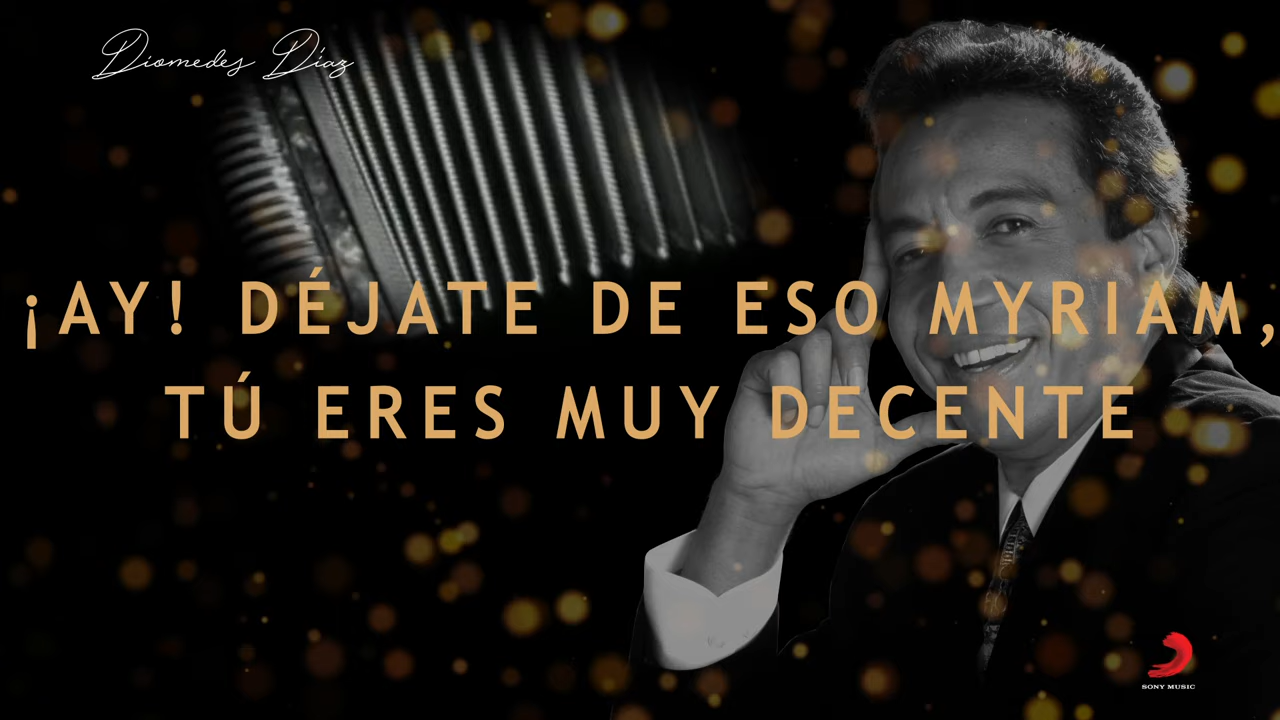 Diomedes Díaz
¡AY! DÉJATE DE ESO MYRIAM,
TÚ ERES MUY DECENTE
SONY MUSIC